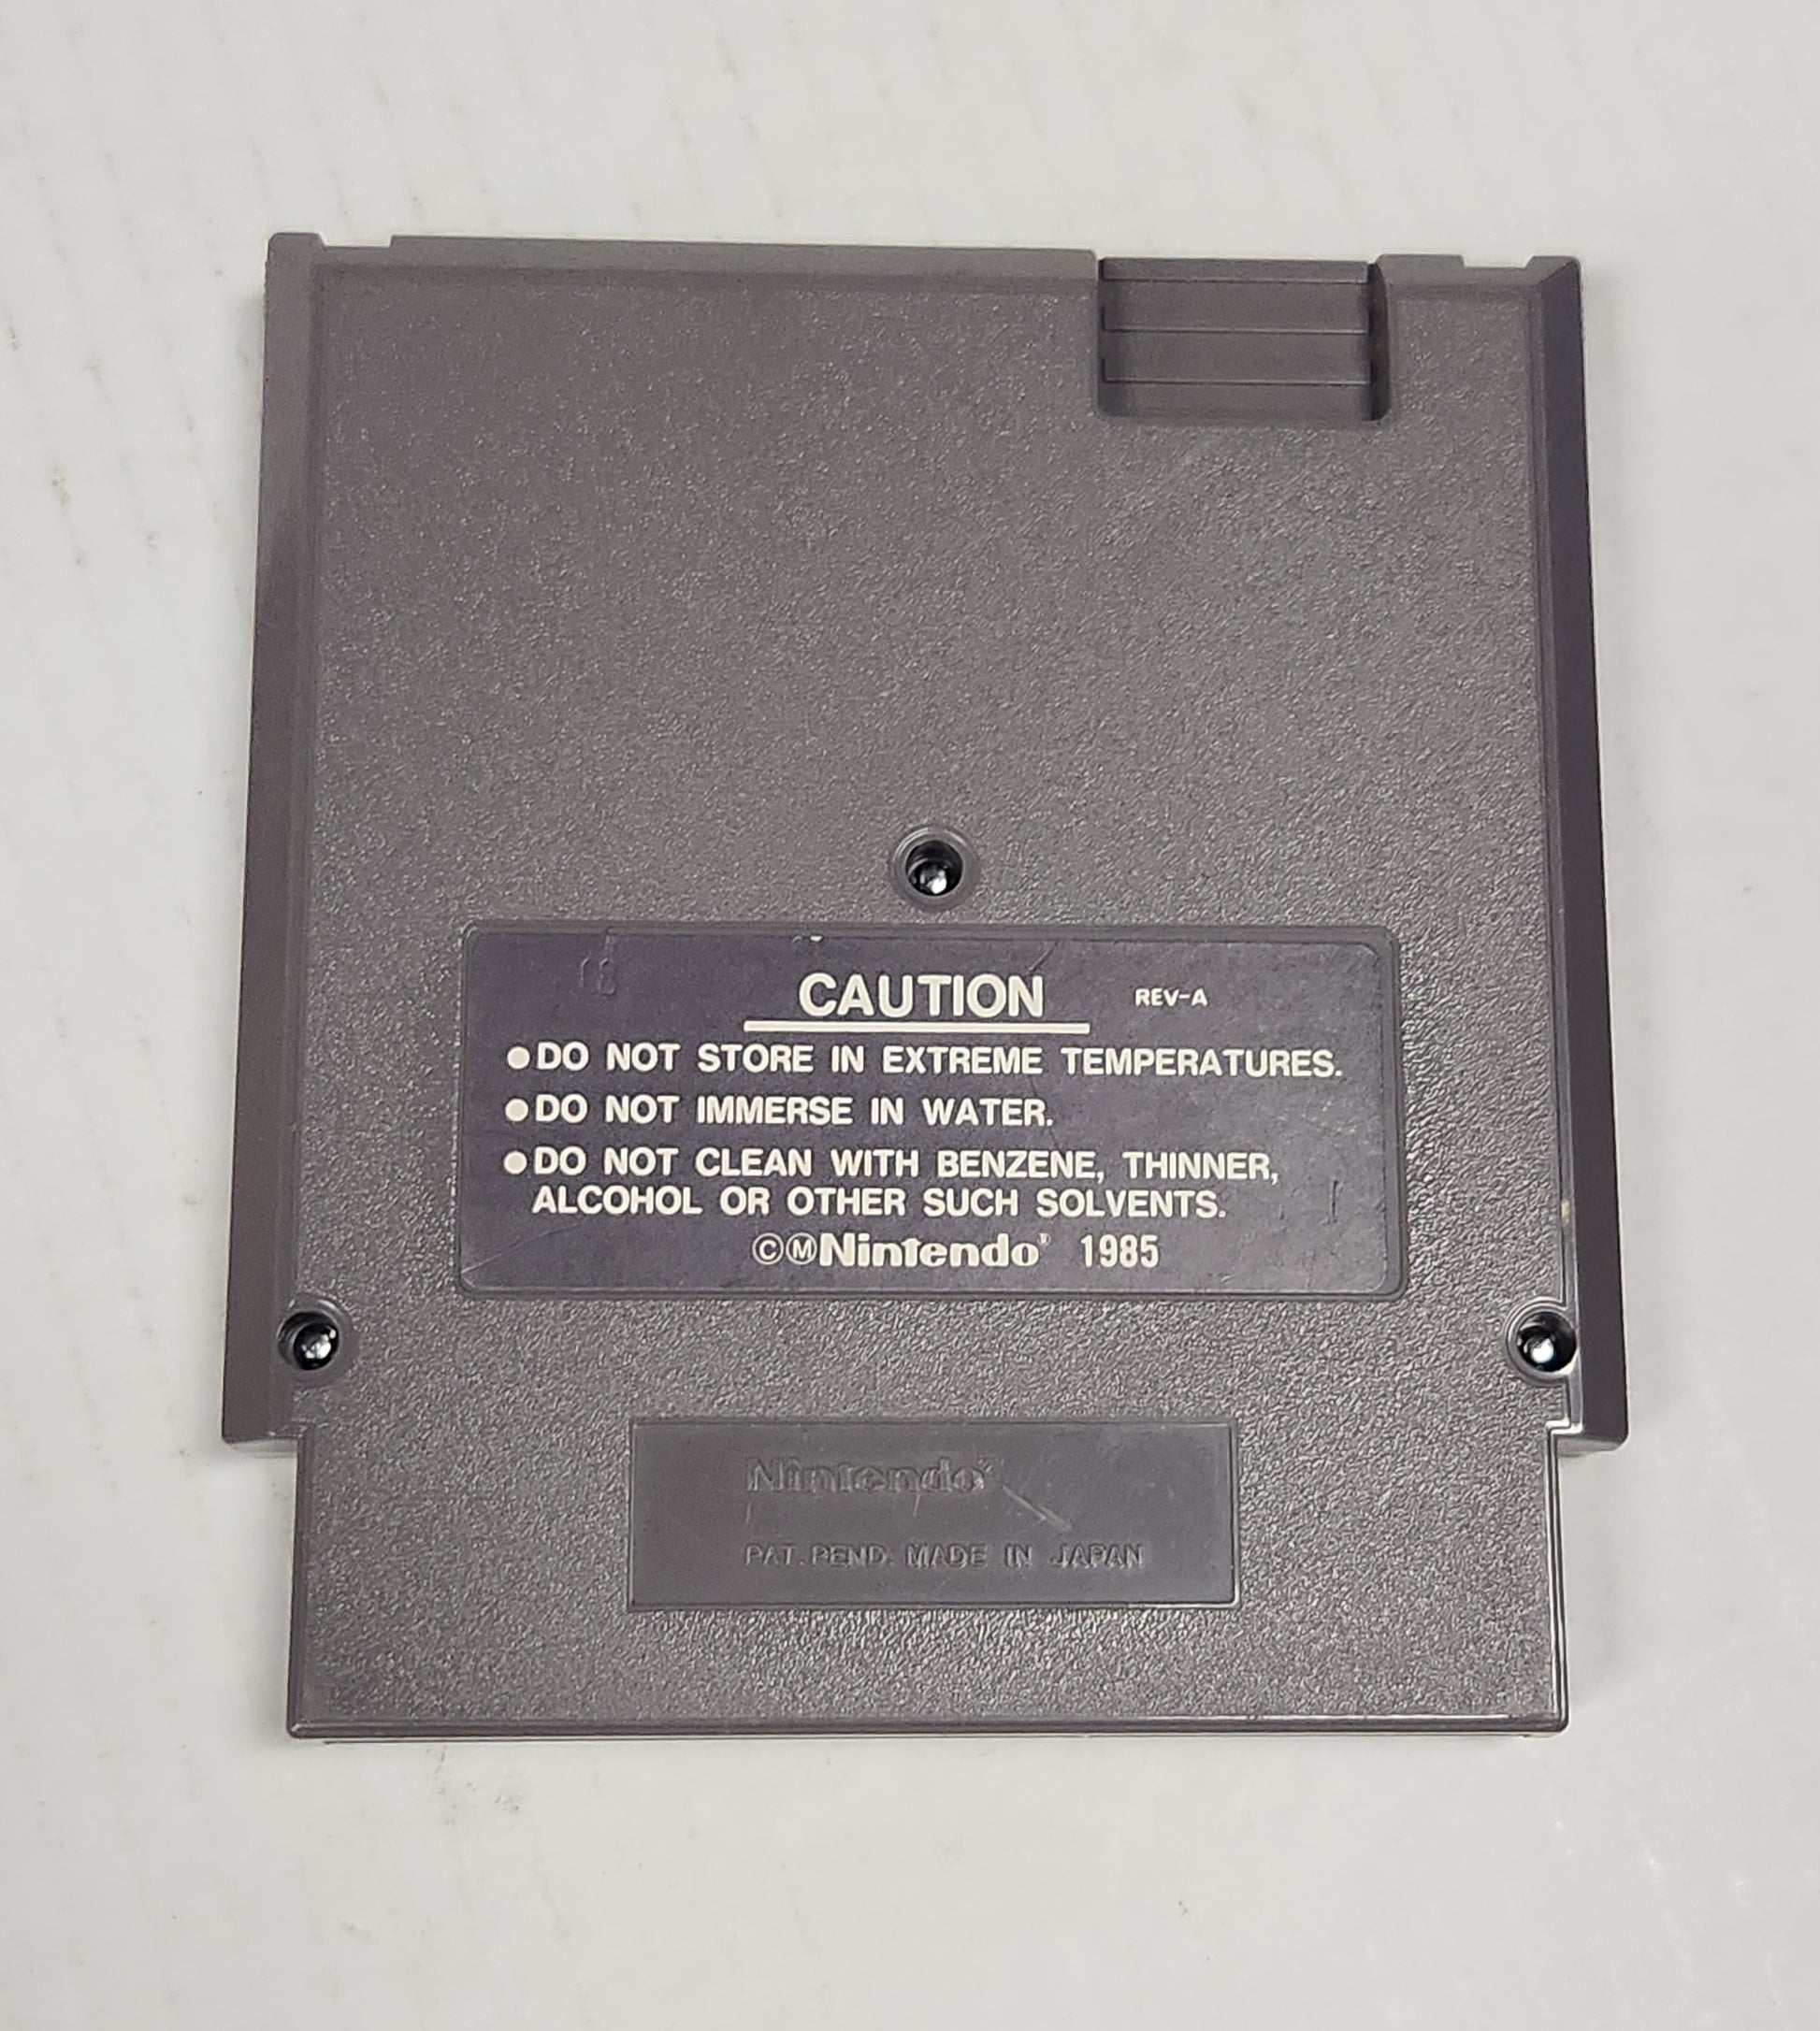 CAUTION REV-A
●DO NOT STORE IN EXTREME TEMPERATURES.
●DO NOT IMMERSE IN WATER.
●DO NOT CLEAN WITH BENZENE, THINNER,
ALCOHOL OR OTHER SUCH SOLVENTS.
©ⓂNintendo® 1985
Nintendo®
PAT. PEND. MADE IN JAPAN